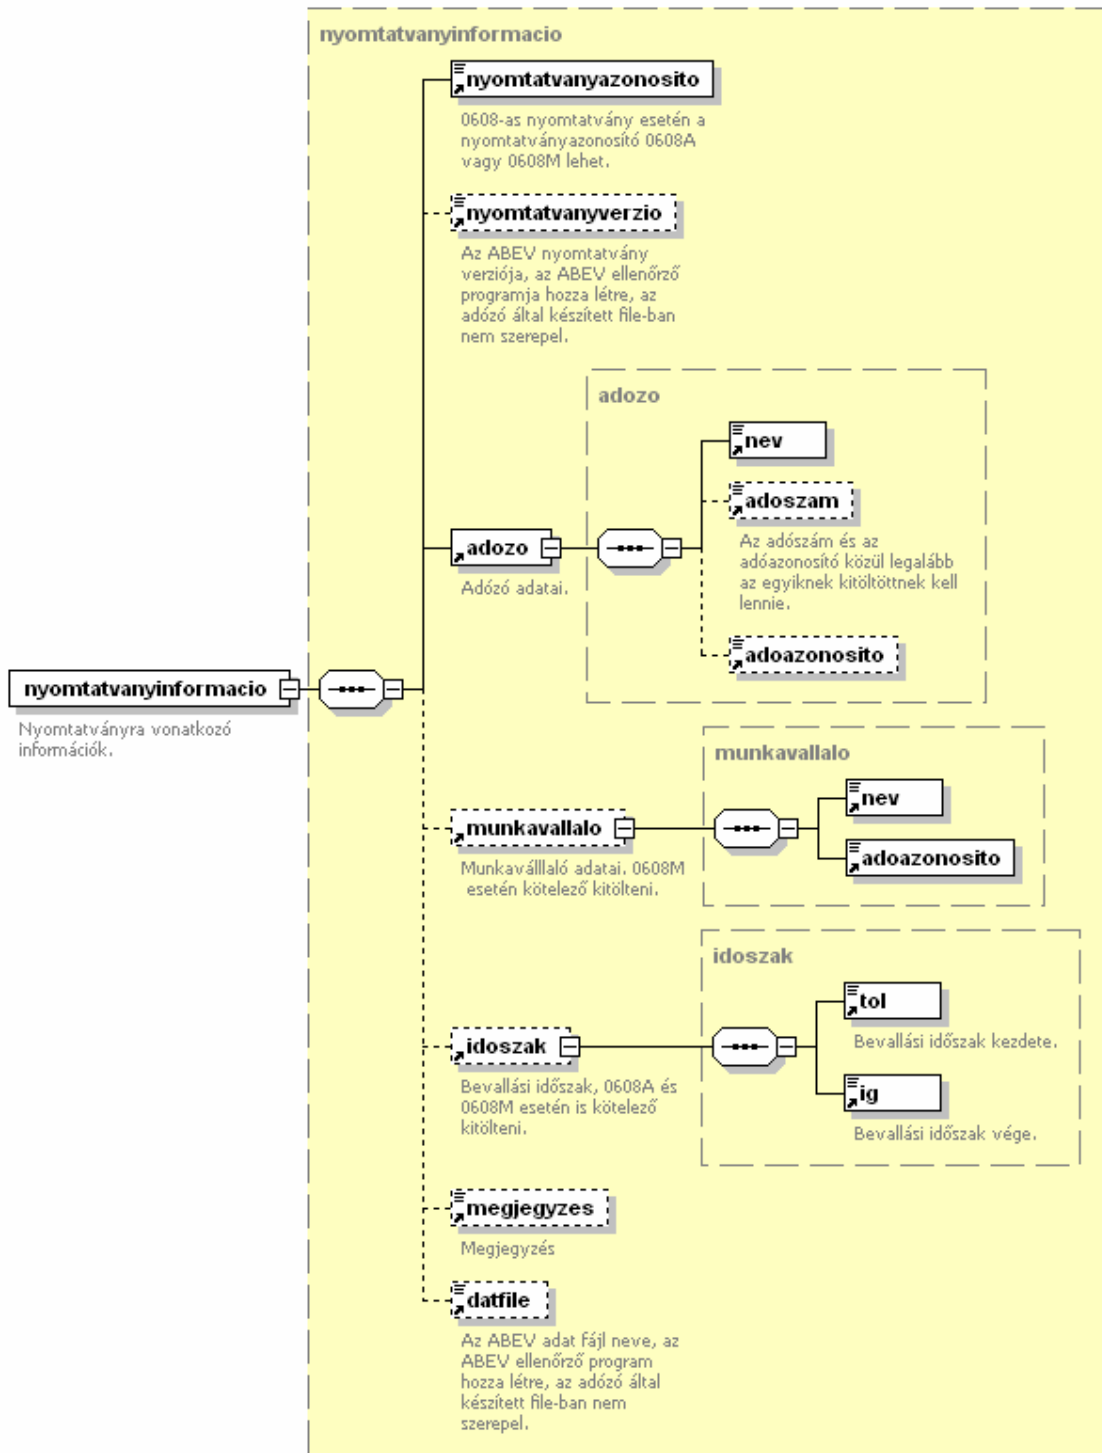 nyomtatvanyinformacio
nyomtatvanyazonosito
0608-as nyomtatvány esetén a
nyomtatványazonosító 0608A
vagy 0608M lehet.
nyomtatvanyverzio
Az ABEV nyomtatvány
verziója, az ABEV ellenőrző
programja hozza létre, az
adózó által készített file-ban
nem szerepel.
adozo
nev
adoszam
Az adószám és az
adóazonosító közül legalább
az egyiknek kitöltöttnek kell
lennie.
adozo
Adózó adatai.
adoazonosito
nyomtatvanyinformacio
Nyomtatványra vonatkozó
információk.
munkavallalo
nev
munkavallalo
Munkaválllaló adatai. 0608M
esetén kötelező kitölteni.
adoazonosito
idoszak
tol
Bevallási időszak kezdete.
idoszak
Bevallási időszak, 0608A és
0608M esetén is kötelező
kitölteni.
ig
Bevallási időszak vége.
megjegyzes
Megjegyzés
datfile
Az ABEV adat fájl neve, az
ABEV ellenőrző program
hozza létre, az adózó által
készített file-ban nem
szerepel.